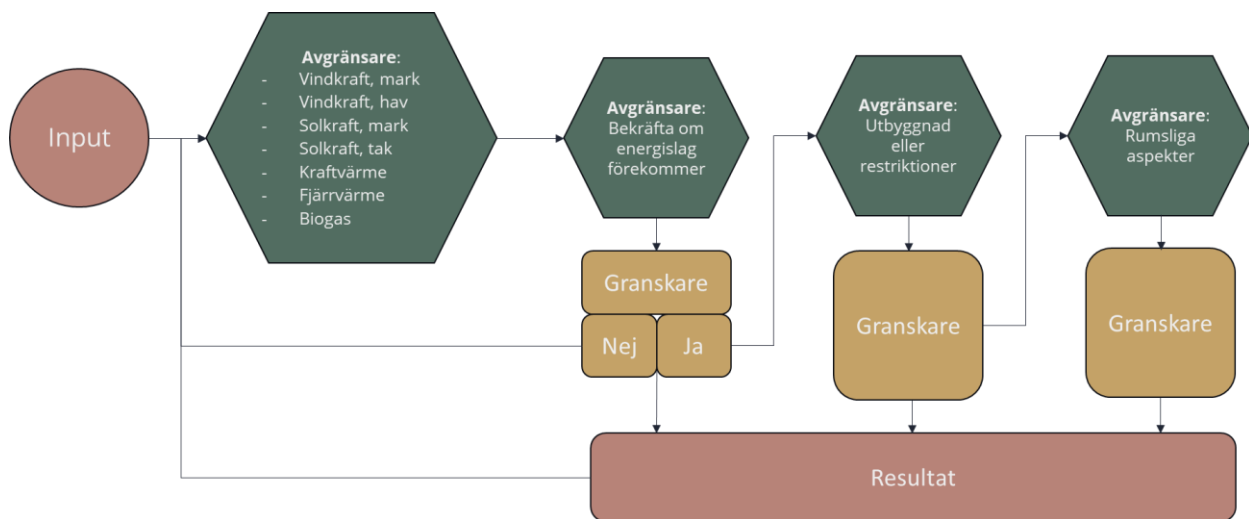 Input
Avgränsare:
- Vindkraft, mark
- Vindkraft, hav
- Solkraft, mark
- Solkraft, tak
- Kraftvärme
- Fjärrvärme
- Biogas
Avgränsare:
Bekräfta om
energislag
förekommer
Granskare
Nej
Ja
Avgränsare:
Utbyggnad
eller
restriktioner
Granskare
Avgränsare:
Rumsliga
aspekter
Granskare
Resultat